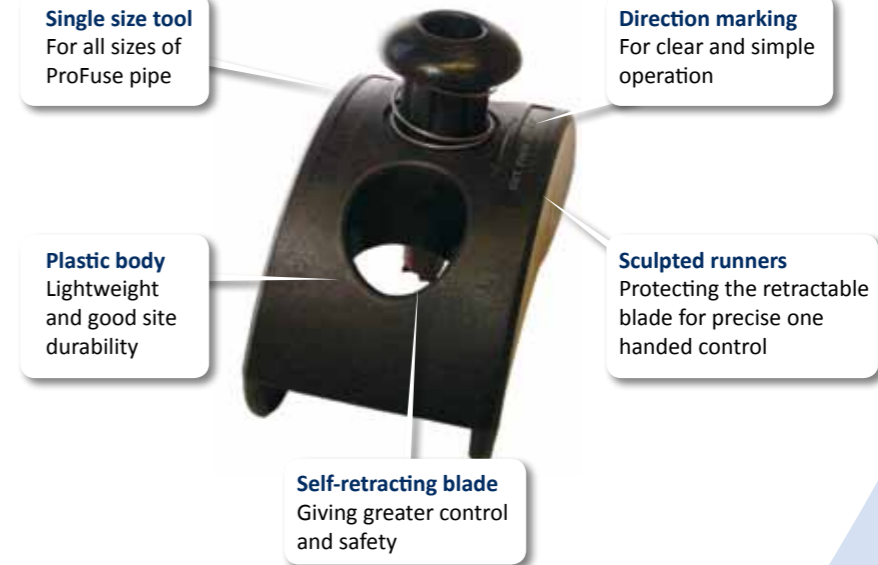 Single size tool
For all sizes of
ProFuse pipe
Direction marking
For clear and simple
operation
Plastic body
Lightweight
and good site
durability
Sculpted runners
Protecting the retractable
blade for precise one
handed control
Self-retracting blade
Giving greater control
and safety